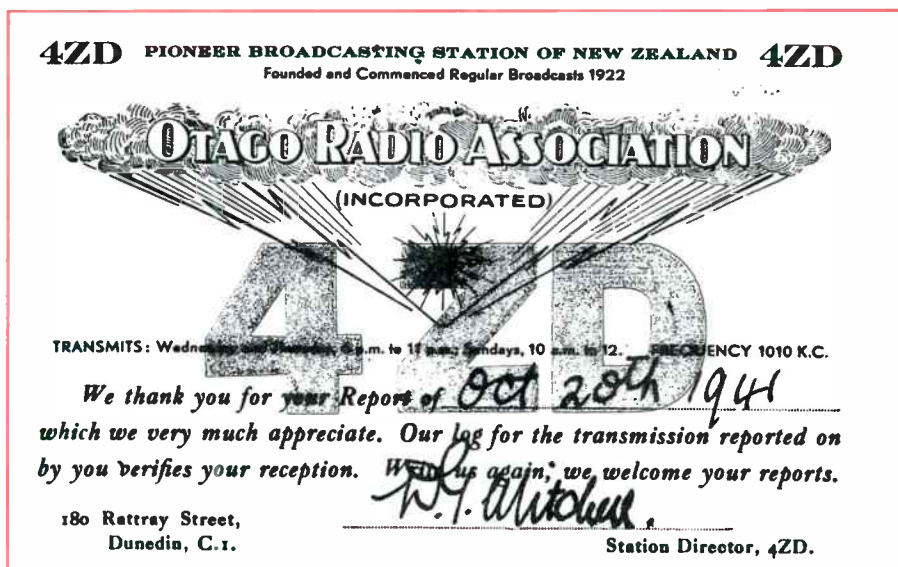 4ZD PIONEER BROADCASTING STATION OF NEW ZEALAND 4ZD
Founded and Commenced Regular Broadcasts 1922
OTAGO RADIO ASSOCIATION
(INCORPORATED)
4ZD
TRANSMITS: Wednesday p.m. to Sundays, 10 a.m. to 12. FREQUENCY 1010 K.C.
We thank you for your Report of Oct 20th 1941
which we very much appreciate. Our log for the transmission reported on
by you verifies your reception. Write us again; we welcome your reports.
180 Rattray Street,
Dunedin, C.1.
Station Director, 4ZD.